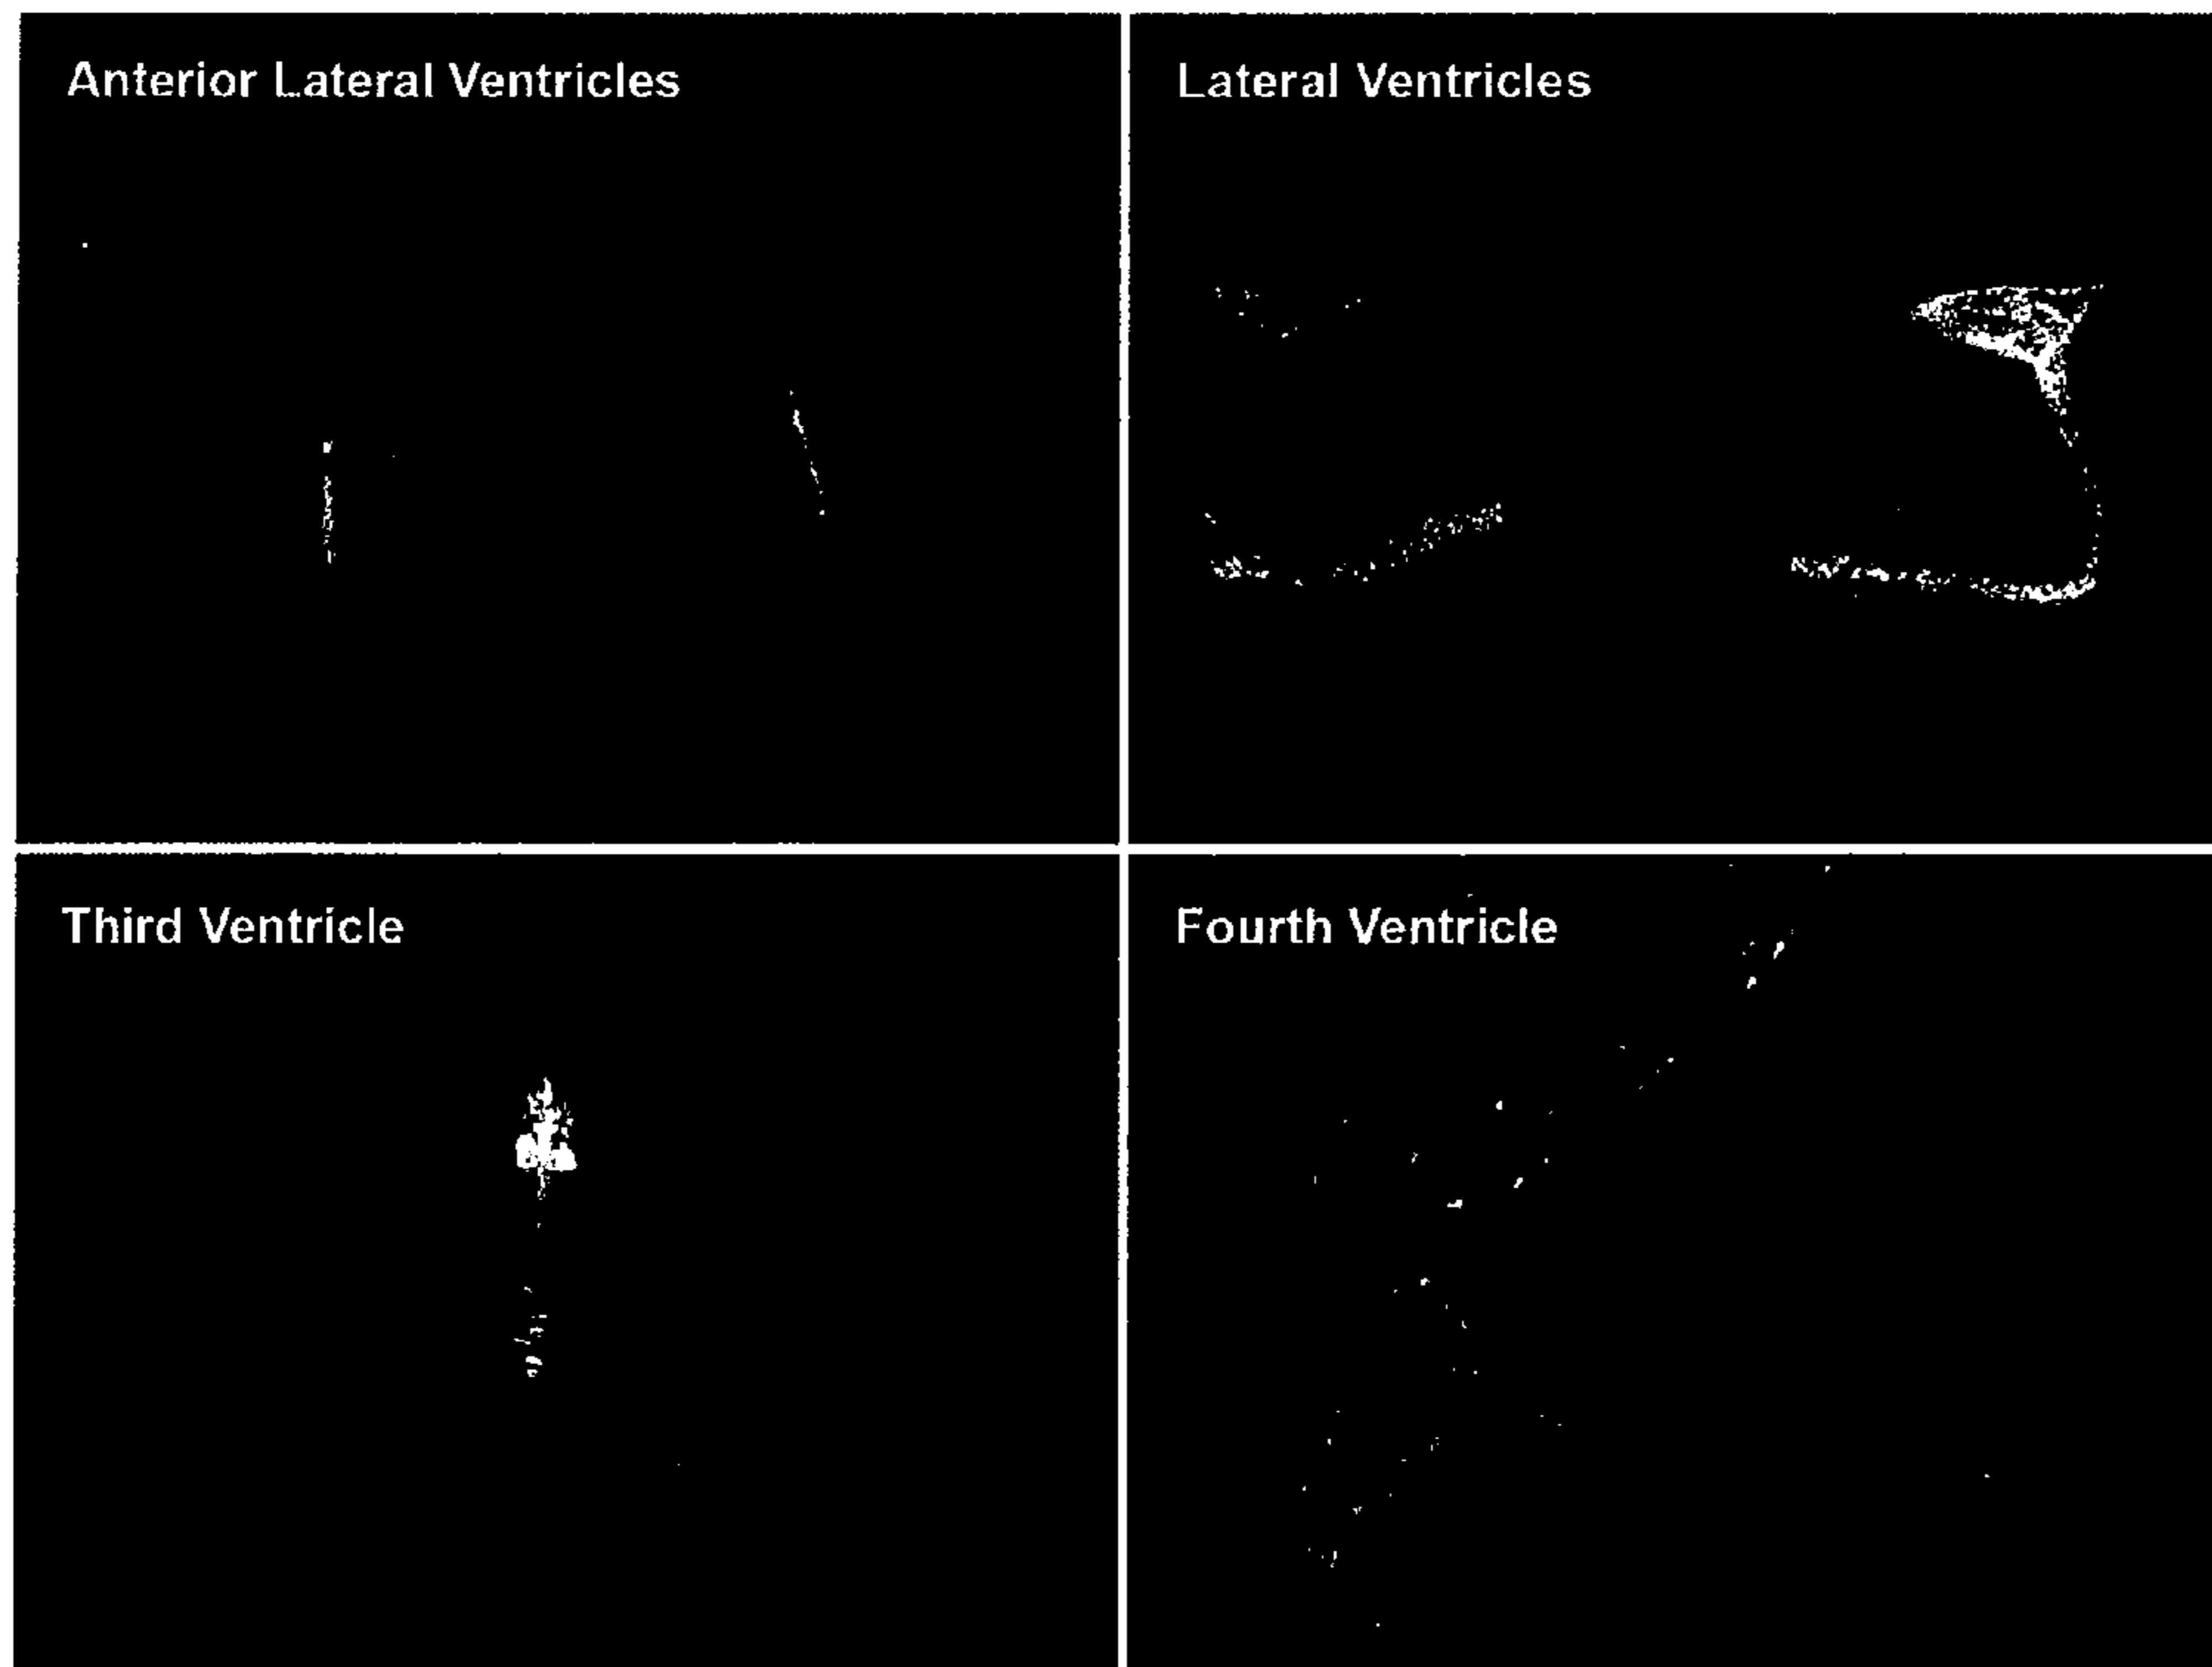 Anterior Lateral Ventricles
Lateral Ventricles
Third Ventricle
Fourth Ventricle